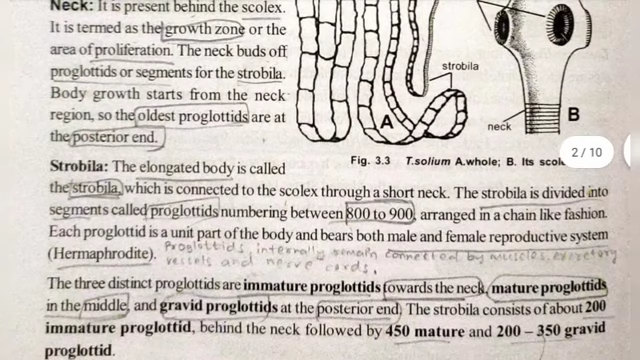 Neck: It is present behind the scolex.
It is termed as the growth zone or the
area of proliferation. The neck buds off
proglottids or segments for the strobila.
Body growth starts from the neck
region, so the oldest proglottids are at
the posterior end.
strobila
A
B
neck
2 / 10
Fig. 3.3 T.solium A.whole; B. Its
Strobila: The elongated body is called
the strobila, which is connected to the scolex through a short neck. The strobila is divided into
segments called proglottids numbering between 800 to 900, arranged in a chain like fashion.
Each proglottid is a unit part of the body and bears both male and female reproductive system
(Hermaphrodite). Proglottids internally remain connected by muscles, excretory
vessels and nerve cords.
The three distinct proglottids are immature proglottids towards the neck, mature proglottids
in the middle, and gravid proglottids at the posterior end. The strobila consists of about 200
immature proglottid, behind the neck followed by 450 mature and 200 – 350 gravid
proglottid.